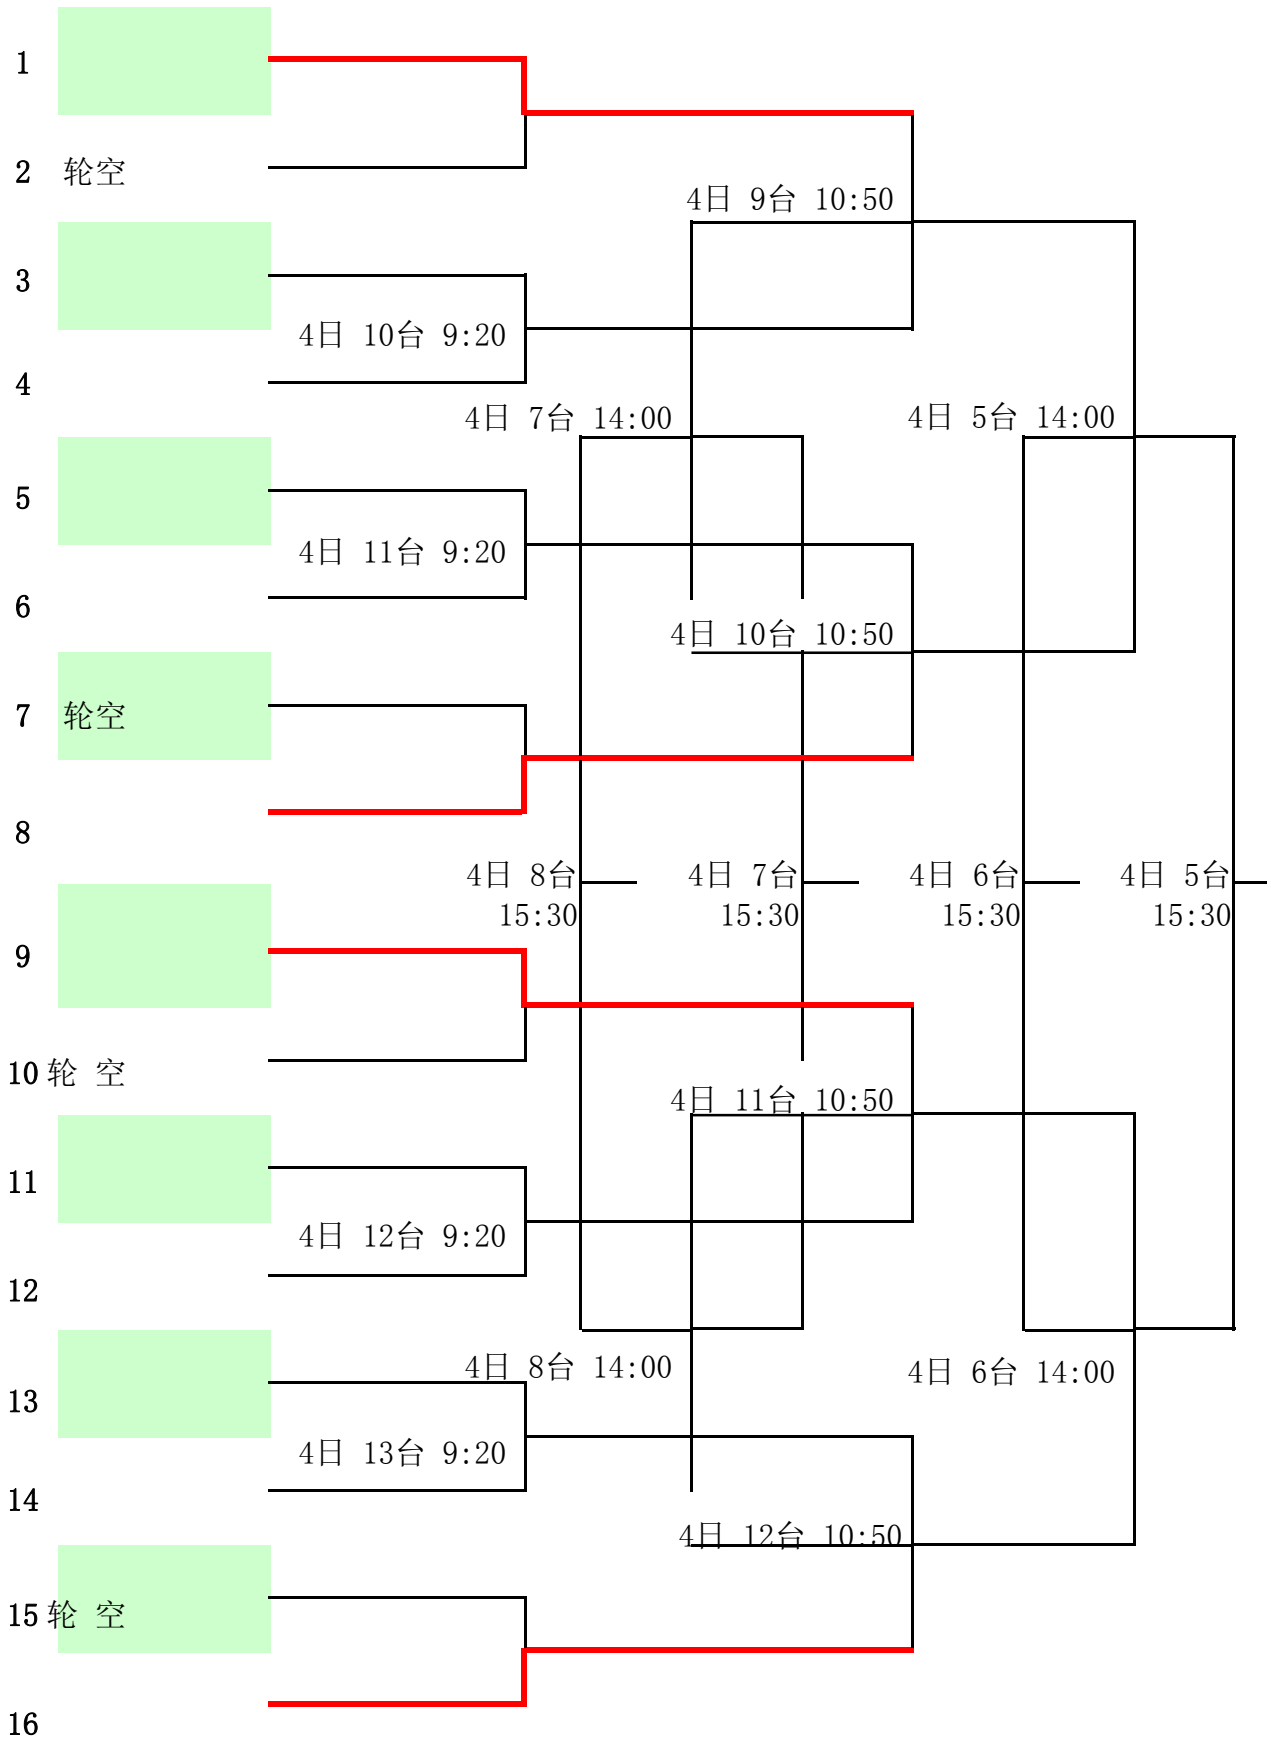 1
2 轮空
4日 9台 10:50
3
4日 10台 9:20
4
4日 7台 14:00
4日 5台 14:00
5
4日 11台 9:20
6
4日 10台 10:50
7 轮空
8
4日 8台 15:30
4日 7台 15:30
4日 6台 15:30
4日 5台 15:30
9
10 轮 空
4日 11台 10:50
11
4日 12台 9:20
12
4日 8台 14:00
4日 6台 14:00
13
4日 13台 9:20
14
4日 12台 10:50
15 轮 空
16